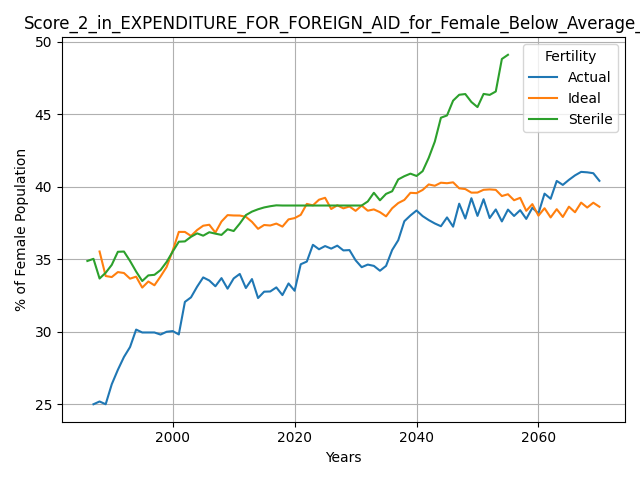 Score_2_in_EXPENDITURE_FOR_FOREIGN_AID_for_Female_Below_Average_
50
45
40
35
30
25
% of Female Population
Fertility
Actual
Ideal
Sterile
2000
2020
2040
2060
Years